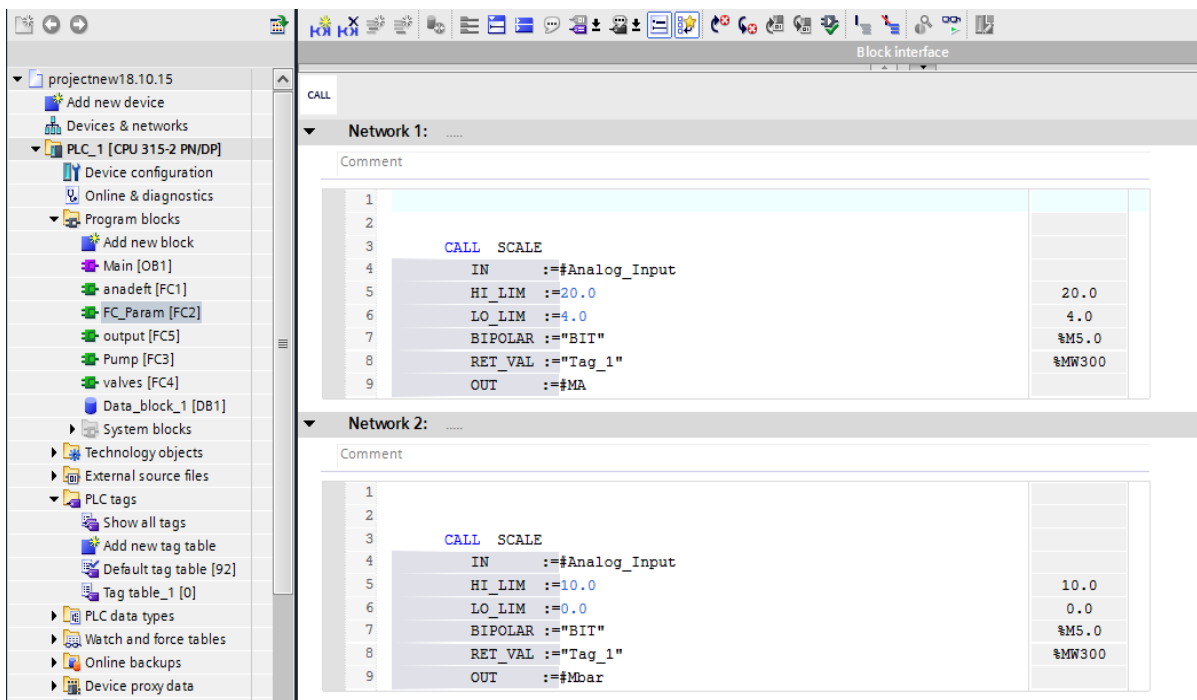 Block interface
projectnew18.10.15
Add new device
Devices & networks
PLC_1 [CPU 315-2 PN/DP]
Device configuration
Online & diagnostics
Program blocks
Add new block
Main [OB1]
anadeft [FC1]
FC_Param [FC2]
output [FC5]
Pump [FC3]
valves [FC4]
Data_block_1 [DB1]
System blocks
Technology objects
External source files
PLC tags
Show all tags
Add new tag table
Default tag table [92]
Tag table_1 [0]
PLC data types
Watch and force tables
Online backups
Device proxy data
CALL
Network 1: .....
Comment
1
2
3 CALL SCALE
4 IN :=#Analog_Input
5 HI_LIM :=20.0 20.0
6 LO_LIM :=4.0 4.0
7 BIPOLAR :="BIT" %M5.0
8 RET_VAL :="Tag_1" %MW300
9 OUT :=#MA
Network 2: .....
Comment
1
2
3 CALL SCALE
4 IN :=#Analog_Input
5 HI_LIM :=10.0 10.0
6 LO_LIM :=0.0 0.0
7 BIPOLAR :="BIT" %M5.0
8 RET_VAL :="Tag_1" %MW300
9 OUT :=#Mbar